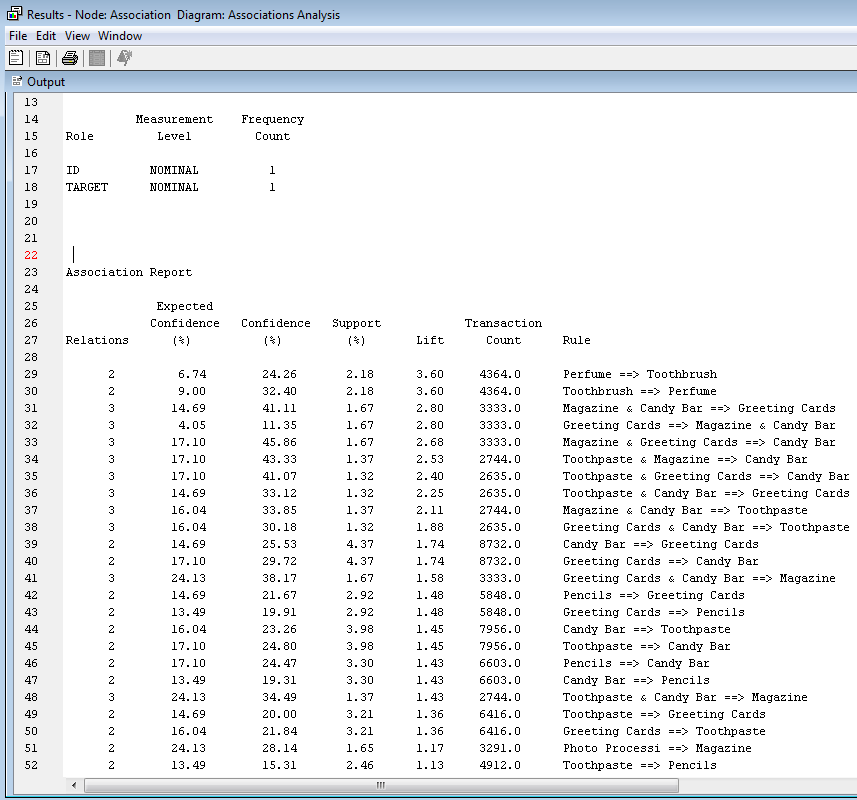 Results - Node: Association  Diagram: Associations Analysis
File  Edit  View  Window
Output
13
14            Measurement    Frequency
15  Role         Level         Count
16
17  ID          NOMINAL          1
18  TARGET      NOMINAL          1
19
20
21
22
23  Association Report
24
25               Expected
26              Confidence   Confidence   Support            Transaction
27  Relations      (%)          (%)         (%)       Lift      Count      Rule
28
29        2       6.74        24.26       2.18      3.60     4364.0     Perfume ==> Toothbrush
30        2       9.00        32.40       2.18      3.60     4364.0     Toothbrush ==> Perfume
31        3      14.69        41.11       1.67      2.80     3333.0     Magazine & Candy Bar ==> Greeting Cards
32        3       4.05        11.35       1.67      2.80     3333.0     Greeting Cards ==> Magazine & Candy Bar
33        3      17.10        45.86       1.67      2.68     3333.0     Magazine & Greeting Cards ==> Candy Bar
34        3      17.10        43.33       1.37      2.53     2744.0     Toothpaste & Magazine ==> Candy Bar
35        3      17.10        41.07       1.32      2.40     2635.0     Toothpaste & Greeting Cards ==> Candy Bar
36        3      14.69        33.12       1.32      2.25     2635.0     Toothpaste & Candy Bar ==> Greeting Cards
37        3      16.04        33.85       1.37      2.11     2744.0     Magazine & Candy Bar ==> Toothpaste
38        3      16.04        30.18       1.32      1.88     2635.0     Greeting Cards & Candy Bar ==> Toothpaste
39        2      14.69        25.53       4.37      1.74     8732.0     Candy Bar ==> Greeting Cards
40        2      17.10        29.72       4.37      1.74     8732.0     Greeting Cards ==> Candy Bar
41        3      24.13        38.17       1.67      1.58     3333.0     Greeting Cards & Candy Bar ==> Magazine
42        2      14.69        21.67       2.92      1.48     5848.0     Pencils ==> Greeting Cards
43        2      13.49        19.91       2.92      1.48     5848.0     Greeting Cards ==> Pencils
44        2      16.04        23.26       3.98      1.45     7956.0     Candy Bar ==> Toothpaste
45        2      17.10        24.80       3.98      1.45     7956.0     Toothpaste ==> Candy Bar
46        2      17.10        24.47       3.30      1.43     6603.0     Pencils ==> Candy Bar
47        2      13.49        19.31       3.30      1.43     6603.0     Candy Bar ==> Pencils
48        3      24.13        34.49       1.37      1.43     2744.0     Toothpaste & Candy Bar ==> Magazine
49        2      14.69        20.00       3.21      1.36     6416.0     Toothpaste ==> Greeting Cards
50        2      16.04        21.84       3.21      1.36     6416.0     Greeting Cards ==> Toothpaste
51        2      24.13        28.14       1.65      1.17     3291.0     Photo Processi ==> Magazine
52        2      13.49        15.31       2.46      1.13     4912.0     Toothpaste ==> Pencils